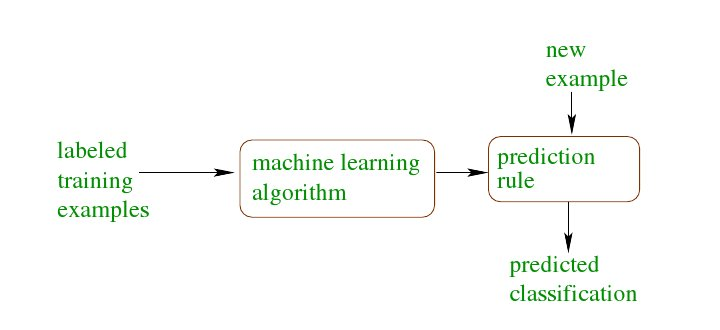 new
example
labeled
training
examples
machine learning
algorithm
prediction
rule
predicted
classification